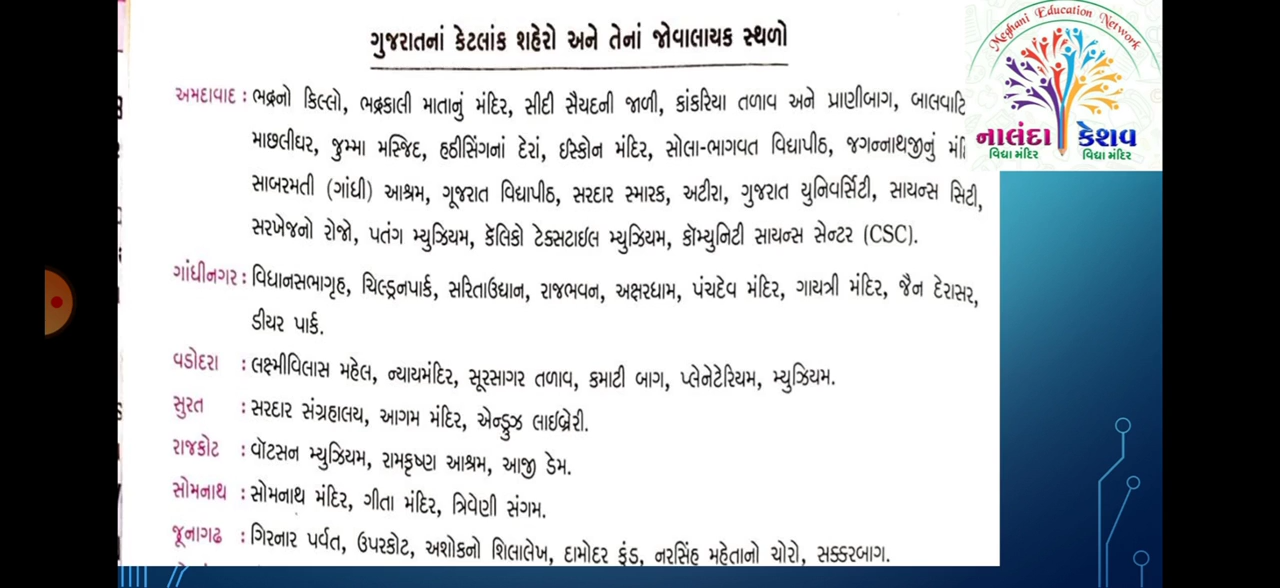 ગુજરાતનાં કેટલાંક શહેરો અને તેનાં જોવાલાયક સ્થળો
Meghani Education Network
નાલંદા કેશવ
વિદ્યા મંદિર વિદ્યા મંદિર
અમદાવાદ : ભદ્રનો કિલ્લો, ભદ્રકાલી માતાનું મંદિર, સીદી સૈયદની જાળી, કાંકરિયા તળાવ અને પ્રાણીબાગ, બાલવાટિ
માછલીઘર, જુમ્મા મસ્જિદ, હઠીસિંગનાં દેરાં, ઇસ્કોન મંદિર, સોલા-ભાગવત વિદ્યાપીઠ, જગન્નાથજીનું મં
સાબરમતી (ગાંધી) આશ્રમ, ગૂજરાત વિદ્યાપીઠ, સરદાર સ્મારક, અટીરા, ગુજરાત યુનિવર્સિટી, સાયન્સ સિટી,
સરખેજનો રોજો, પતંગ મ્યુઝિયમ, કૅલિકો ટેક્સટાઈલ મ્યુઝિયમ, કૉમ્યુનિટી સાયન્સ સેન્ટર (CSC).
ગાંધીનગર : વિધાનસભાગૃહ, ચિલ્ડ્રનપાર્ક, સરિતાઉદ્યાન, રાજભવન, અક્ષરધામ, પંચદેવ મંદિર, ગાયત્રી મંદિર, જૈન દેરાસર,
ડીયર પાર્ક.
વડોદરા : લક્ષ્મીવિલાસ મહેલ, ન્યાયમંદિર, સૂરસાગર તળાવ, કમાટી બાગ, પ્લેનેટેરિયમ, મ્યુઝિયમ.
સુરત : સરદાર સંગ્રહાલય, આગમ મંદિર, એન્ડ્રુઝ લાઇબ્રેરી.
રાજકોટ : વૉટસન મ્યુઝિયમ, રામકૃષ્ણ આશ્રમ, આજી ડેમ.
સોમનાથ : સોમનાથ મંદિર, ગીતા મંદિર, ત્રિવેણી સંગમ.
જૂનાગઢ : ગિરનાર પર્વત, ઉપરકોટ, અશોકનો શિલાલેખ, દામોદર કુંડ, નરસિંહ મહેતાનો ચોરો, સક્કરબાગ.